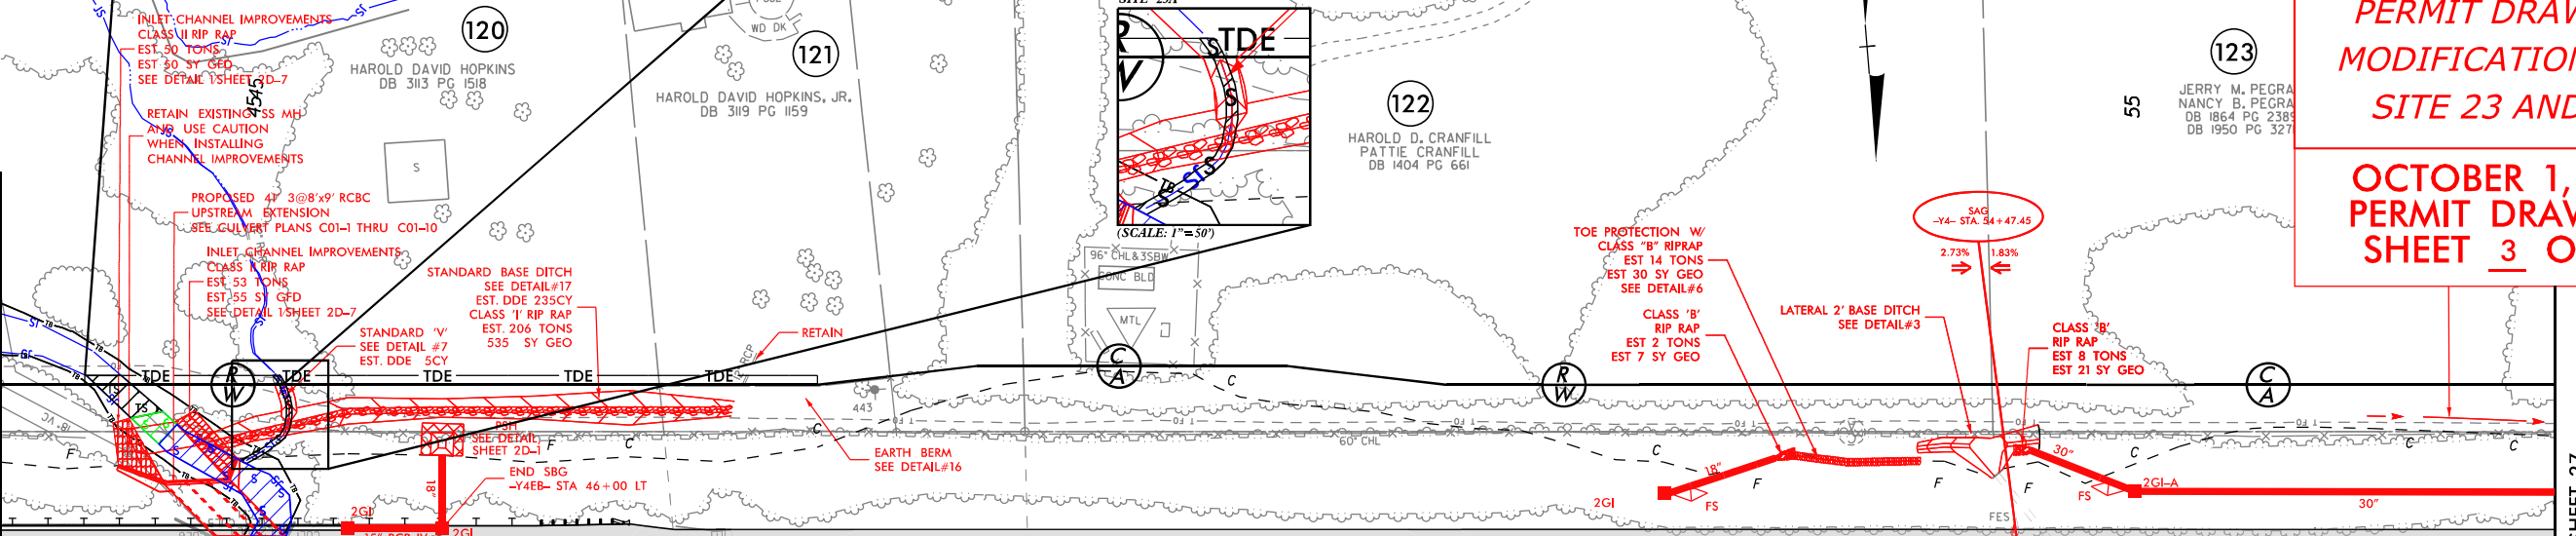 INLET CHANNEL IMPROVEMENTS
CLASS II RIP RAP
EST 50 TONS
EST 50 SY GEO
SEE DETAIL 1 SHEET 2D-7
4545
RETAIN EXISTING SS MH
AND USE CAUTION
WHEN INSTALLING
CHANNEL IMPROVEMENTS
PROPOSED 41' 3@8'x9' RCBC
UPSTREAM EXTENSION
SEE CULVERT PLANS C01-1 THRU C01-10
INLET CHANNEL IMPROVEMENTS
CLASS II RIP RAP
EST 53 TONS
EST 55 SY GEO
SEE DETAIL 1 SHEET 2D-7
120
HAROLD DAVID HOPKINS
DB 3113 PG 1518
S
121
HAROLD DAVID HOPKINS, JR.
DB 3119 PG 1159
WD DK
STANDARD BASE DITCH
SEE DETAIL#17
EST. DDE 235CY
CLASS 'I' RIP RAP
EST. 206 TONS
535 SY GEO
STANDARD 'V'
SEE DETAIL #7
EST. DDE 5CY
RETAIN
TDE
TDE
TDE
TDE
TDE
R
W
TS
443
PSH
SEE DETAIL
SHEET 2D-1
END SBG
-Y4EB- STA 46+00 LT
18"
2GI
2GI
EARTH BERM
SEE DETAIL#16
TDE
(SCALE: 1"=50')
96" CHL&3SBW
CONC BLD
MTL
C
A
60" CHL
122
HAROLD D. CRANFILL
PATTIE CRANFILL
DB 1404 PG 661
TOE PROTECTION W/
CLASS "B" RIPRAP
EST 14 TONS
EST 30 SY GEO
SEE DETAIL#6
CLASS 'B'
RIP RAP
EST 2 TONS
EST 7 SY GEO
R
W
LATERAL 2' BASE DITCH
SEE DETAIL#3
SAG
-Y4- STA. 54+47.45
2.73%
1.83%
CLASS 'B'
RIP RAP
EST 8 TONS
EST 21 SY GEO
C
A
18"
2GI
FS
30"
FS
2GI-A
30"
FES
55
123
JERRY M. PEGRA
NANCY B. PEGRA
DB 1864 PG 2389
DB 1950 PG 327
PERMIT DRAW
MODIFICATION
SITE 23 AND
OCTOBER 1,
PERMIT DRAW
SHEET 3 O
SHEET 27